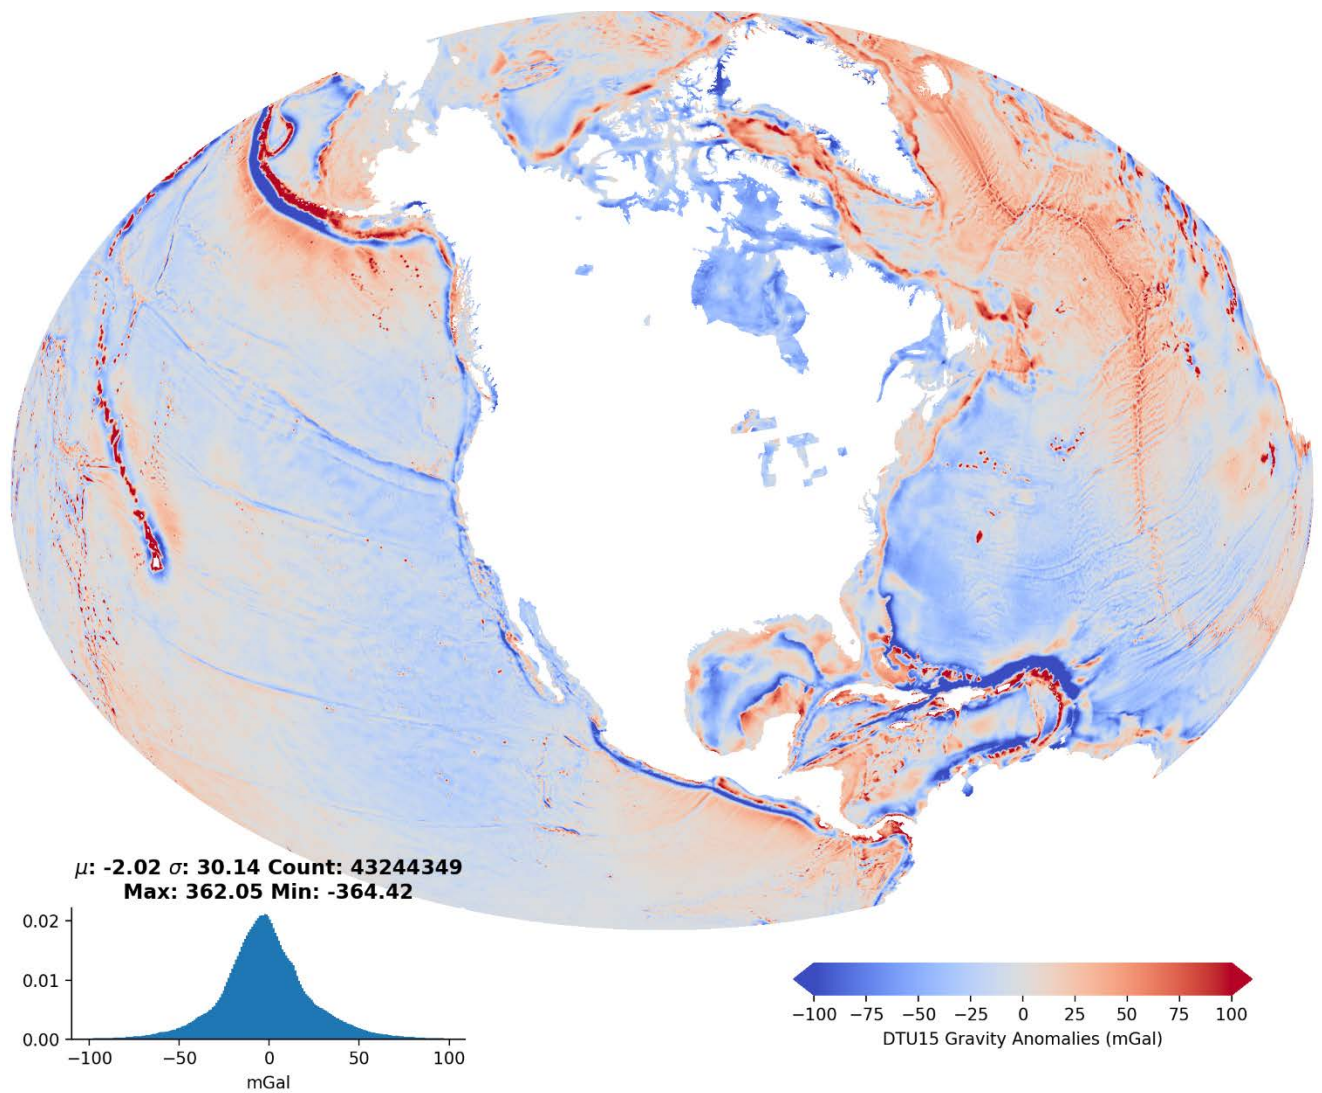 μ: -2.02 σ: 30.14 Count: 43244349
Max: 362.05 Min: -364.42
0.02
0.01
0.00
−100 −50 0 50 100
mGal
−100 −75 −50 −25 0 25 50 75 100
DTU15 Gravity Anomalies (mGal)